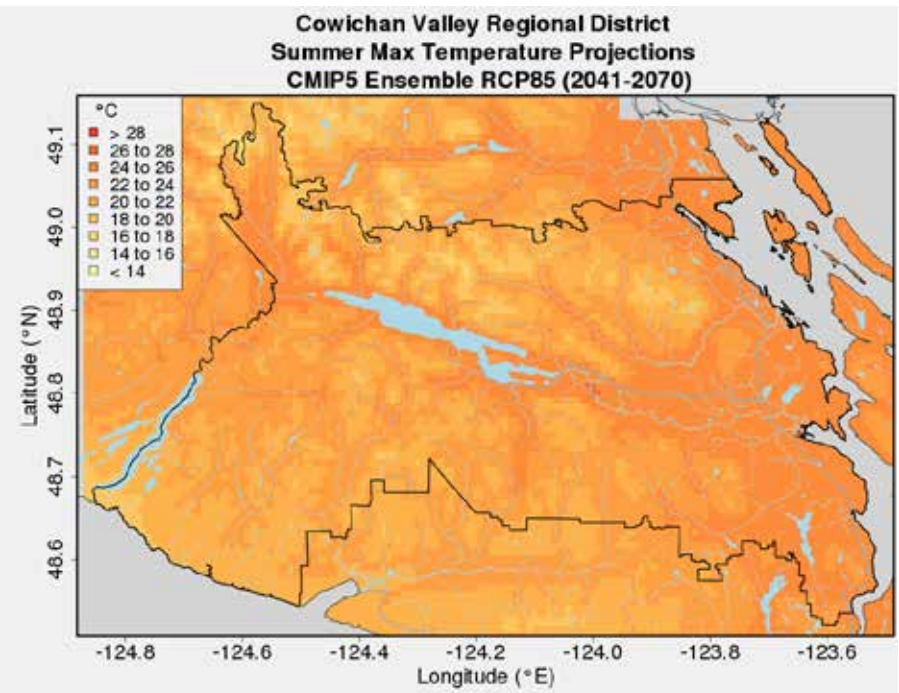 Cowichan Valley Regional District
Summer Max Temperature Projections
CMIP5 Ensemble RCP85 (2041-2070)
°C
> 28
26 to 28
24 to 26
22 to 24
20 to 22
18 to 20
16 to 18
14 to 16
< 14
Latitude (°N)
49.1
49.0
48.9
48.8
48.7
48.6
-124.8 -124.6 -124.4 -124.2 -124.0 -123.8 -123.6
Longitude (°E)